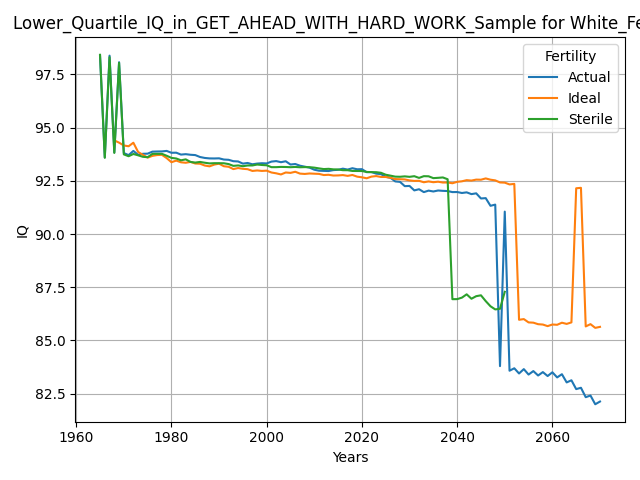 Lower_Quartile_IQ_in_GET_AHEAD_WITH_HARD_WORK_Sample for White_Fe
Fertility
Actual
Ideal
Sterile
97.5
95.0
92.5
90.0
87.5
85.0
82.5
IQ
1960
1980
2000
2020
2040
2060
Years